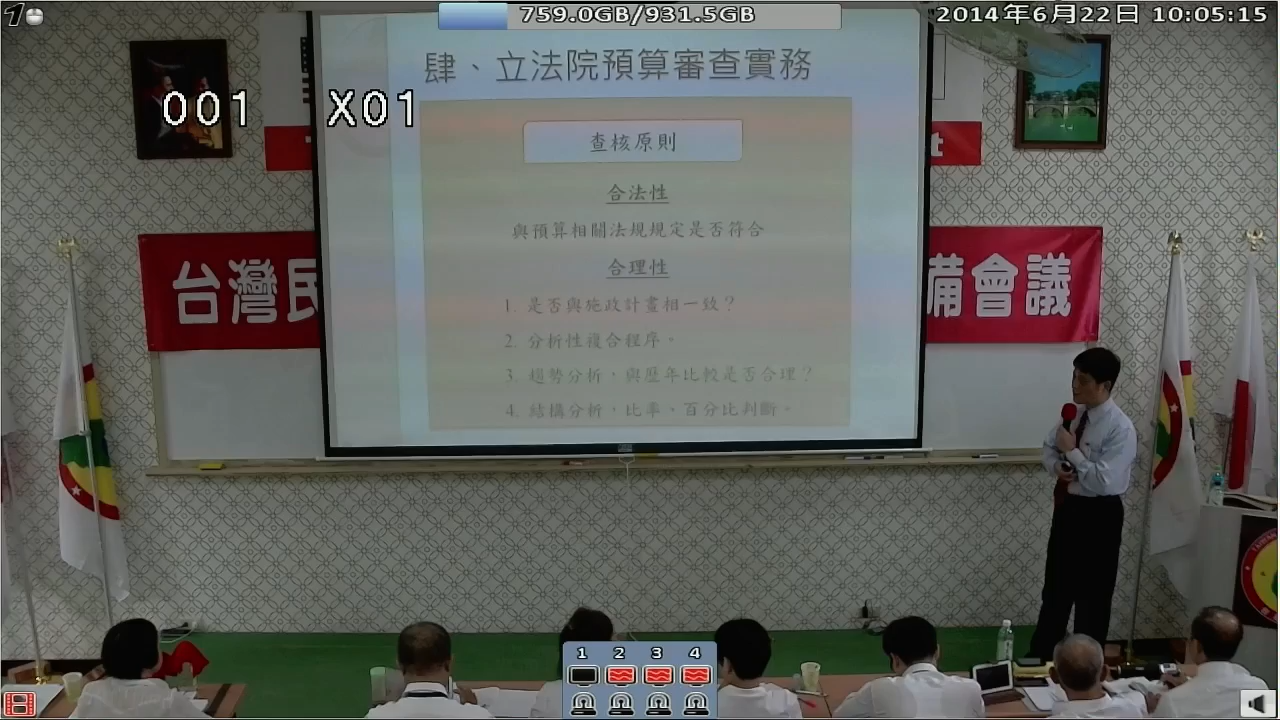 1
759.0GB/931.5GB
2014年6月22日 10:05:15
001 X01
肆、立法院預算審查實務
查核原則
合法性
與預算相關法規規定是否符合
合理性
1. 是否與施政計畫相一致？
2. 分析性複合程序。
3. 趨勢分析，與歷年比較是否合理？
4. 結構分析，比率、百分比判斷。
t
台灣民
備會議
1 2 3 4